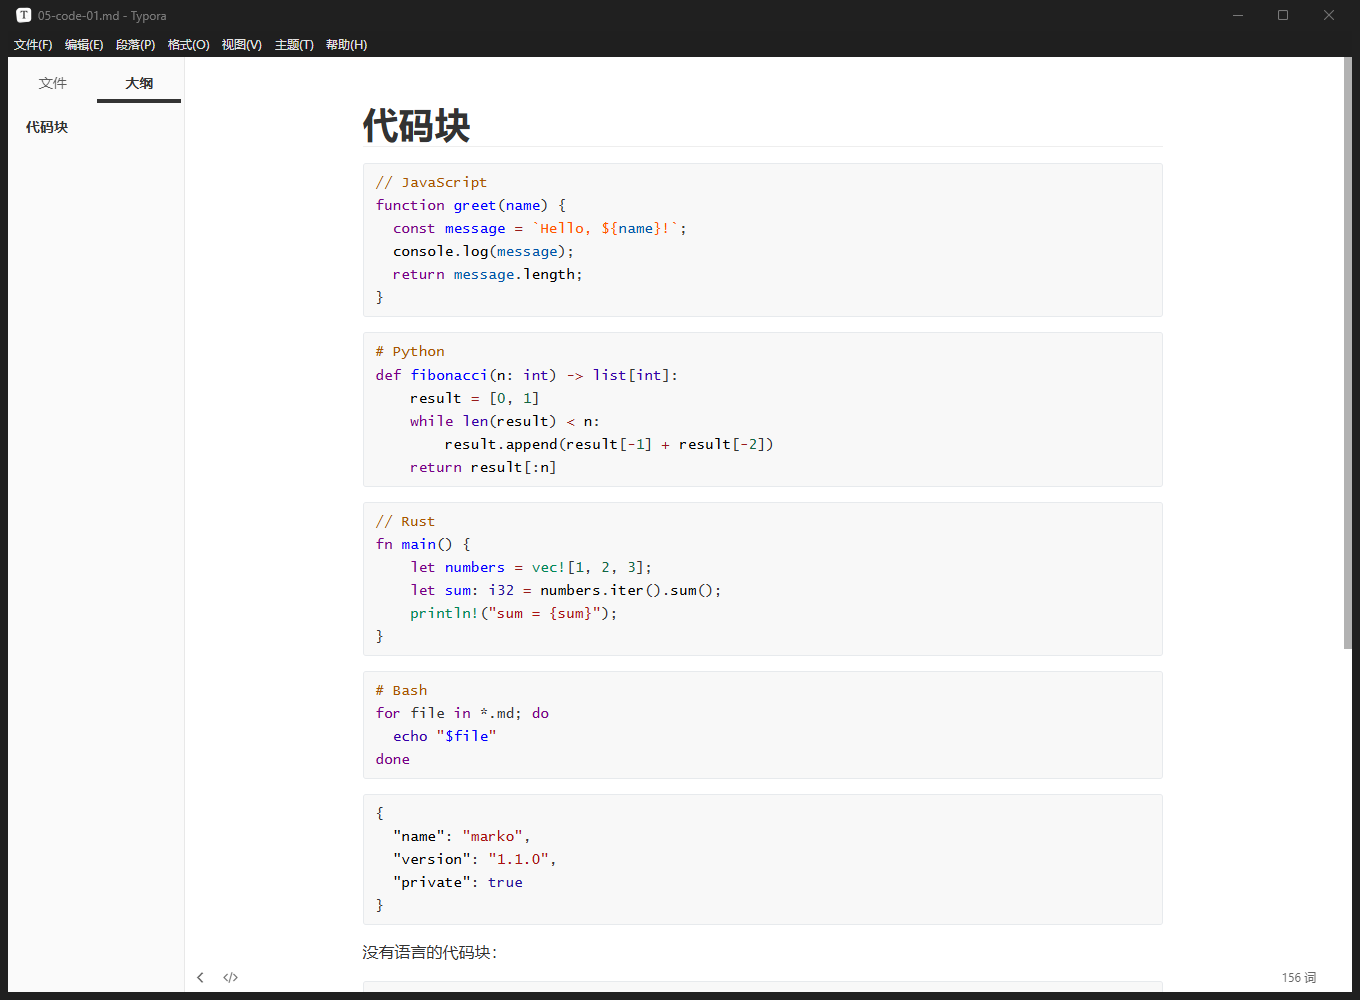 05-code-01.md - Typora
文件(F) 编辑(E) 段落(P) 格式(O) 视图(V) 主题(T) 帮助(H)
文件 大纲
代码块
代码块
// JavaScript
function greet(name) {
  const message = `Hello, ${name}!`;
  console.log(message);
  return message.length;
}
# Python
def fibonacci(n: int) -> list[int]:
    result = [0, 1]
    while len(result) < n:
        result.append(result[-1] + result[-2])
    return result[:n]
// Rust
fn main() {
    let numbers = vec![1, 2, 3];
    let sum: i32 = numbers.iter().sum();
    println!("sum = {sum}");
}
# Bash
for file in *.md; do
  echo "$file"
done
{
  "name": "marko",
  "version": "1.1.0",
  "private": true
}
没有语言的代码块：
156 词